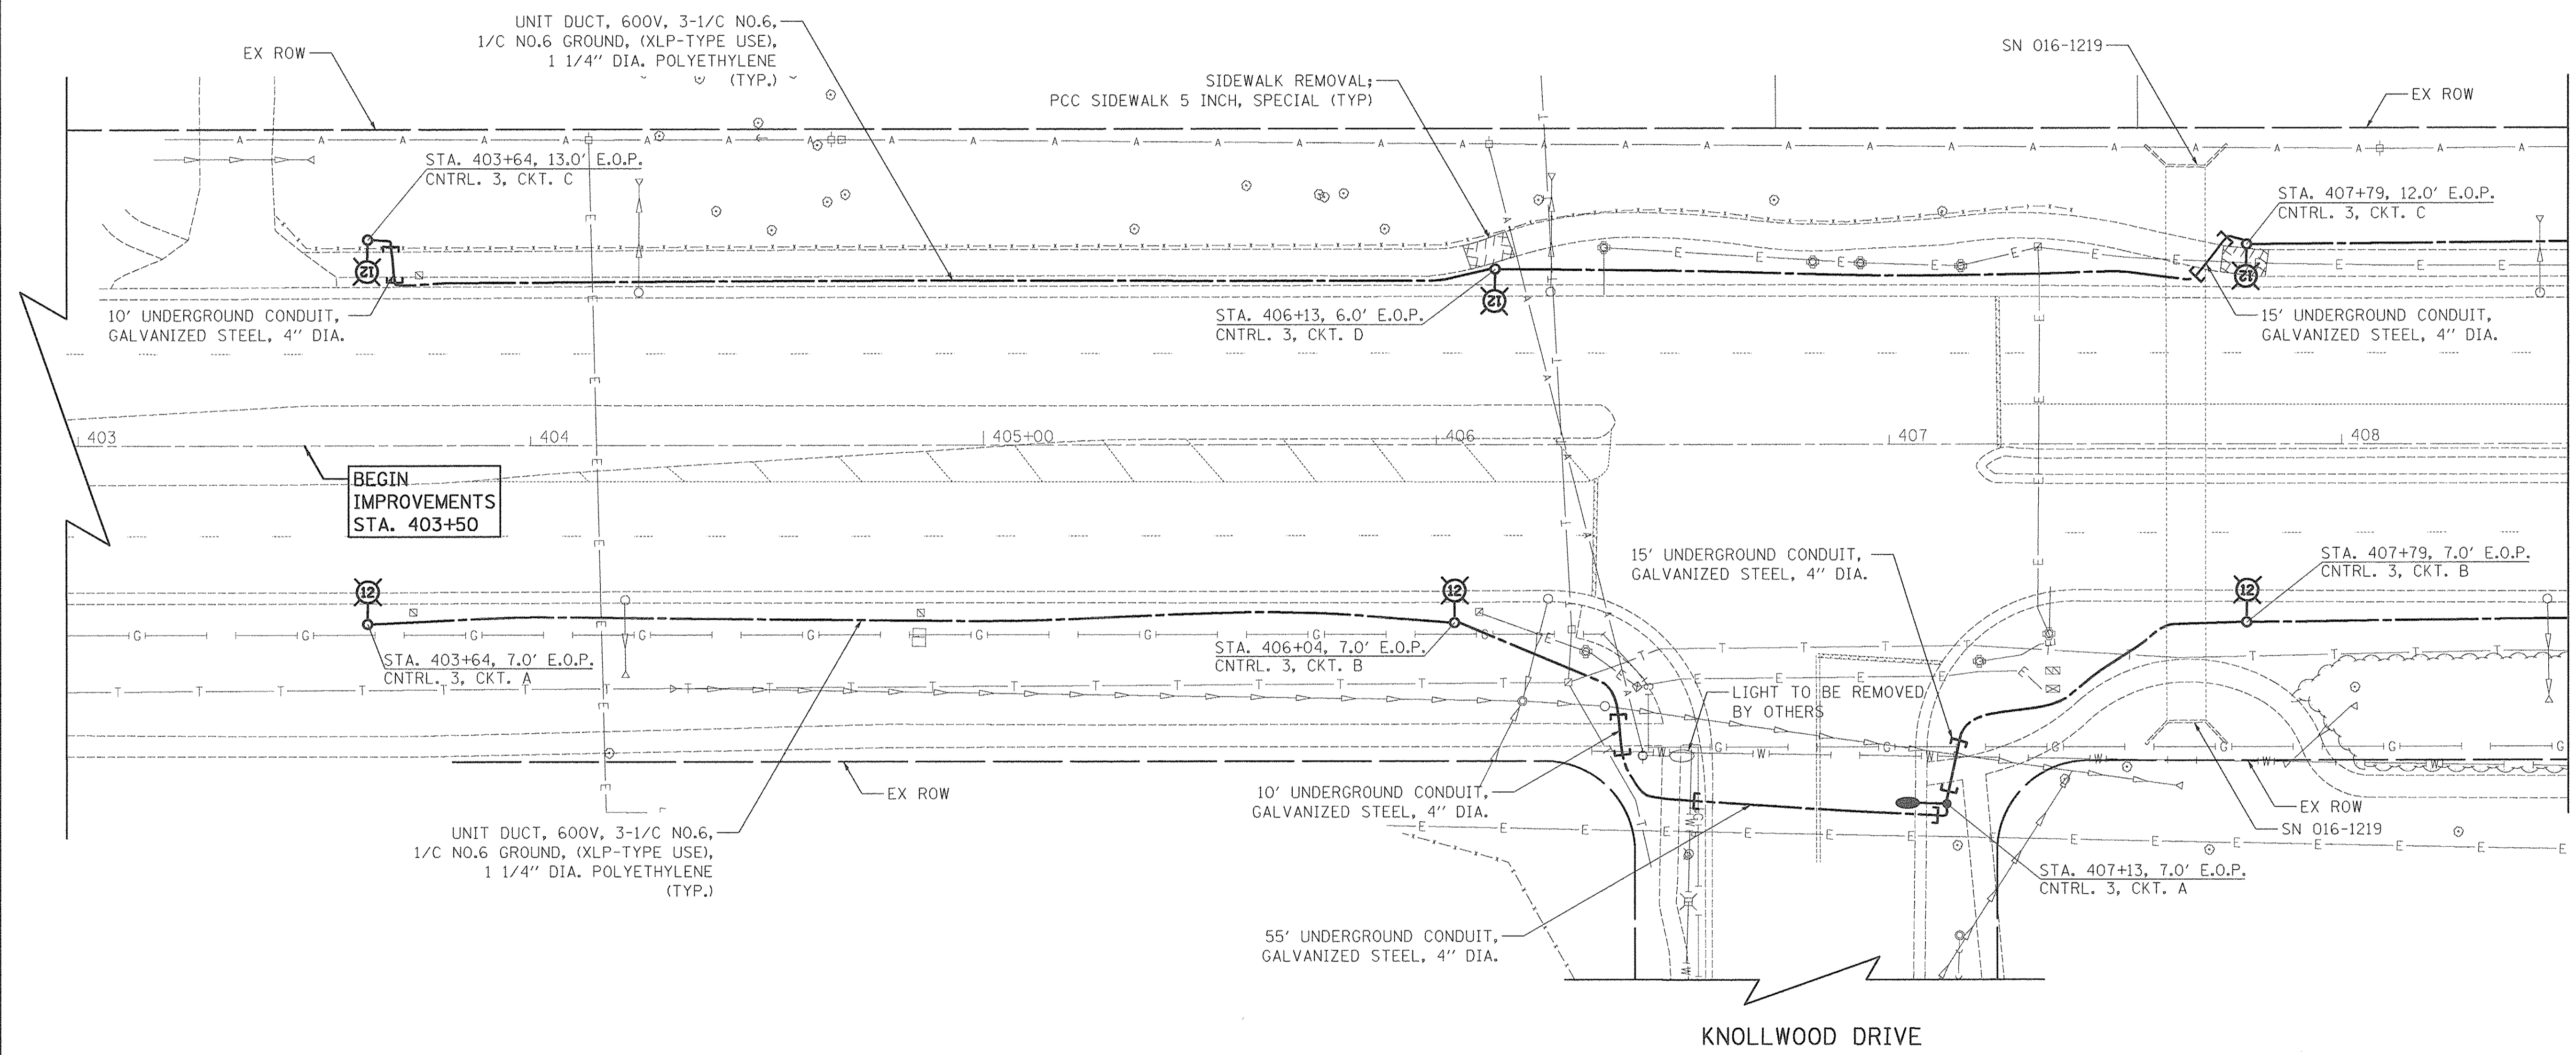 UNIT DUCT, 600V, 3-1/C NO.6,
1/C NO.6 GROUND, (XLP-TYPE USE),
1 1/4" DIA. POLYETHYLENE
(TYP.)
EX ROW
SIDEWALK REMOVAL;
PCC SIDEWALK 5 INCH, SPECIAL (TYP)
SN 016-1219
EX ROW
STA. 403+64, 13.0' E.O.P.
CNTRL. 3, CKT. C
STA. 407+79, 12.0' E.O.P.
CNTRL. 3, CKT. C
12
12
12
10' UNDERGROUND CONDUIT,
GALVANIZED STEEL, 4" DIA.
STA. 406+13, 6.0' E.O.P.
CNTRL. 3, CKT. D
15' UNDERGROUND CONDUIT,
GALVANIZED STEEL, 4" DIA.
403
404
405+00
406
407
408
BEGIN
IMPROVEMENTS
STA. 403+50
15' UNDERGROUND CONDUIT,
GALVANIZED STEEL, 4" DIA.
STA. 407+79, 7.0' E.O.P.
CNTRL. 3, CKT. B
12
12
12
STA. 403+64, 7.0' E.O.P.
CNTRL. 3, CKT. A
STA. 406+04, 7.0' E.O.P.
CNTRL. 3, CKT. B
LIGHT TO BE REMOVED
BY OTHERS
EX ROW
10' UNDERGROUND CONDUIT,
GALVANIZED STEEL, 4" DIA.
EX ROW
SN 016-1219
UNIT DUCT, 600V, 3-1/C NO.6,
1/C NO.6 GROUND, (XLP-TYPE USE),
1 1/4" DIA. POLYETHYLENE
(TYP.)
STA. 407+13, 7.0' E.O.P.
CNTRL. 3, CKT. A
55' UNDERGROUND CONDUIT,
GALVANIZED STEEL, 4" DIA.
KNOLLWOOD DRIVE